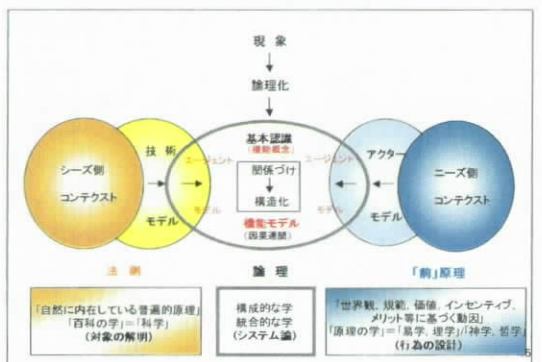 現 象
論理化
基本認識
(機能概念)
技 術
エージェント
エージェント
アクター
シーズ側
コンテクスト
関係づけ
構造化
ニーズ側
コンテクスト
モデル
モデル
モデル
モデル
機能モデル
(因果連関)
法 則
論 理
「前」原理
「自然に内在している普遍的原理」
「百科の学」=「科学」
(対象の解明)
構成的な学
統合的な学
(システム論)
「世界観、規範、価値、インセンティブ、
メリット等に基づく動因」
「原理の学」=「易学、理学」/「神学、哲学」
(行為の設計)